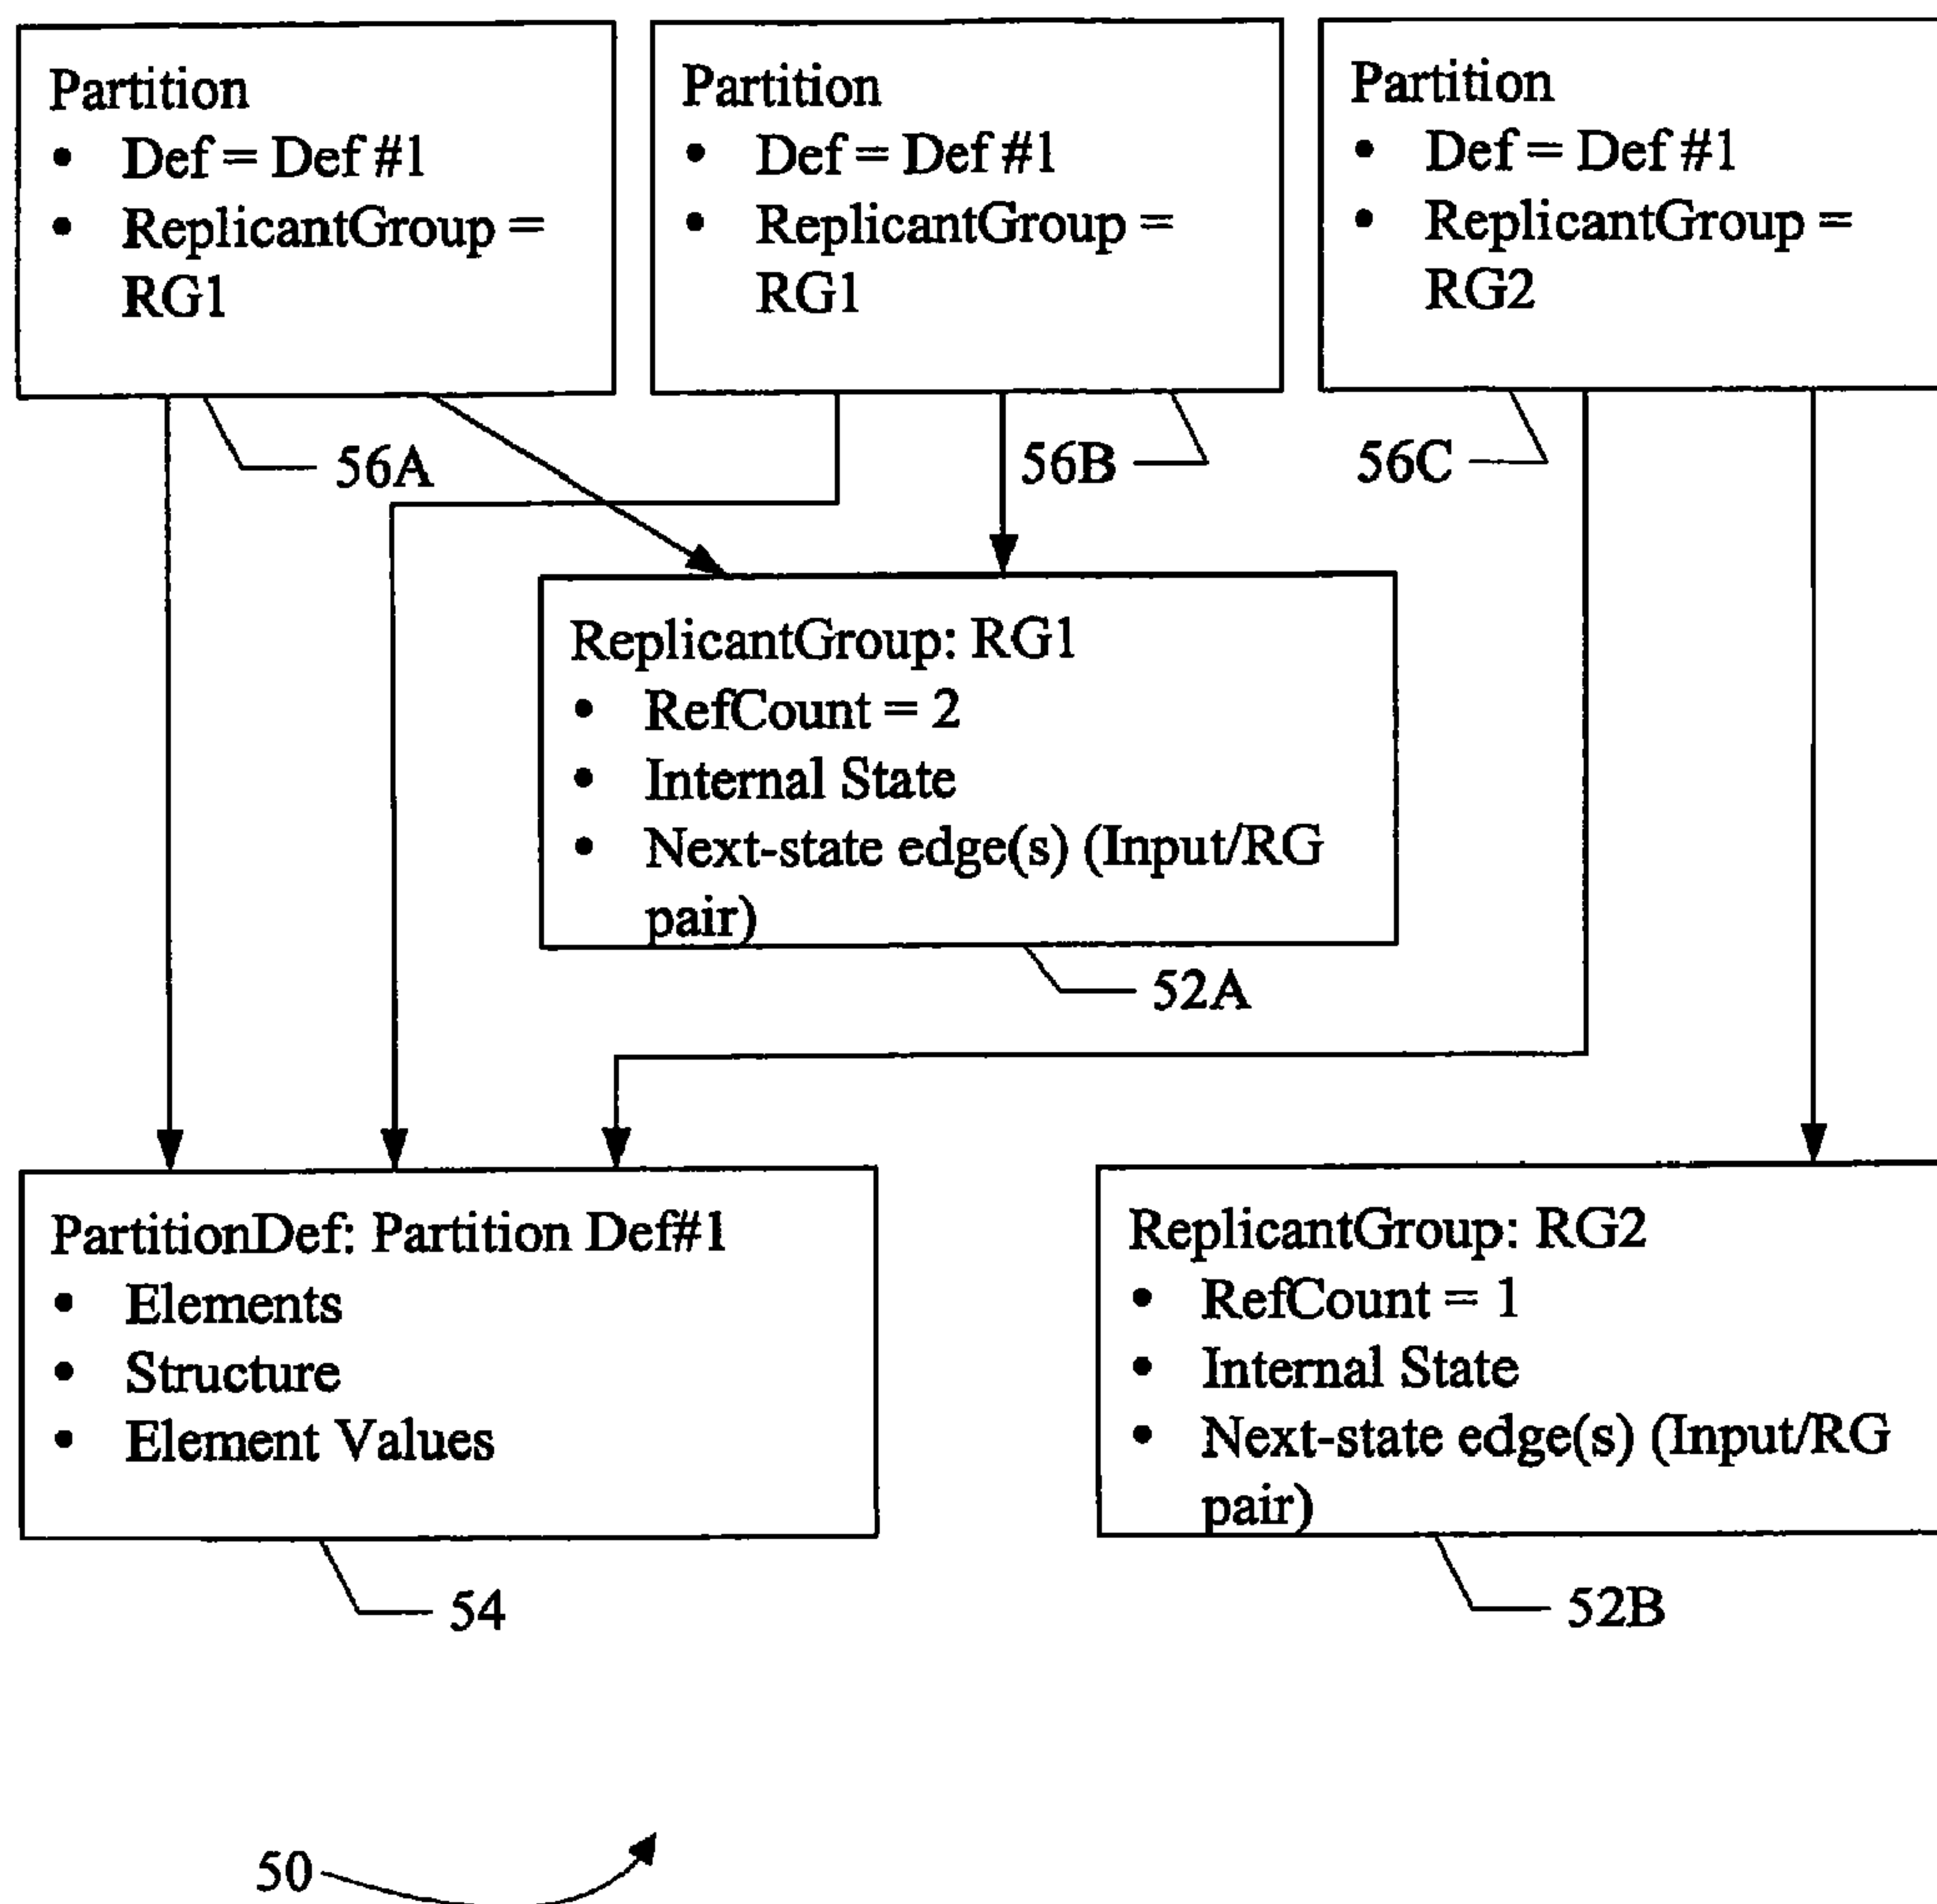 Partition
• Def = Def #1
• ReplicantGroup =
RG1
Partition
• Def = Def #1
• ReplicantGroup =
RG1
Partition
• Def = Def #1
• ReplicantGroup =
RG2
56A
56B
56C
ReplicantGroup: RG1
• RefCount = 2
• Internal State
• Next-state edge(s) (Input/RG
pair)
52A
PartitionDef: Partition Def#1
• Elements
• Structure
• Element Values
54
ReplicantGroup: RG2
• RefCount = 1
• Internal State
• Next-state edge(s) (Input/RG
pair)
52B
50